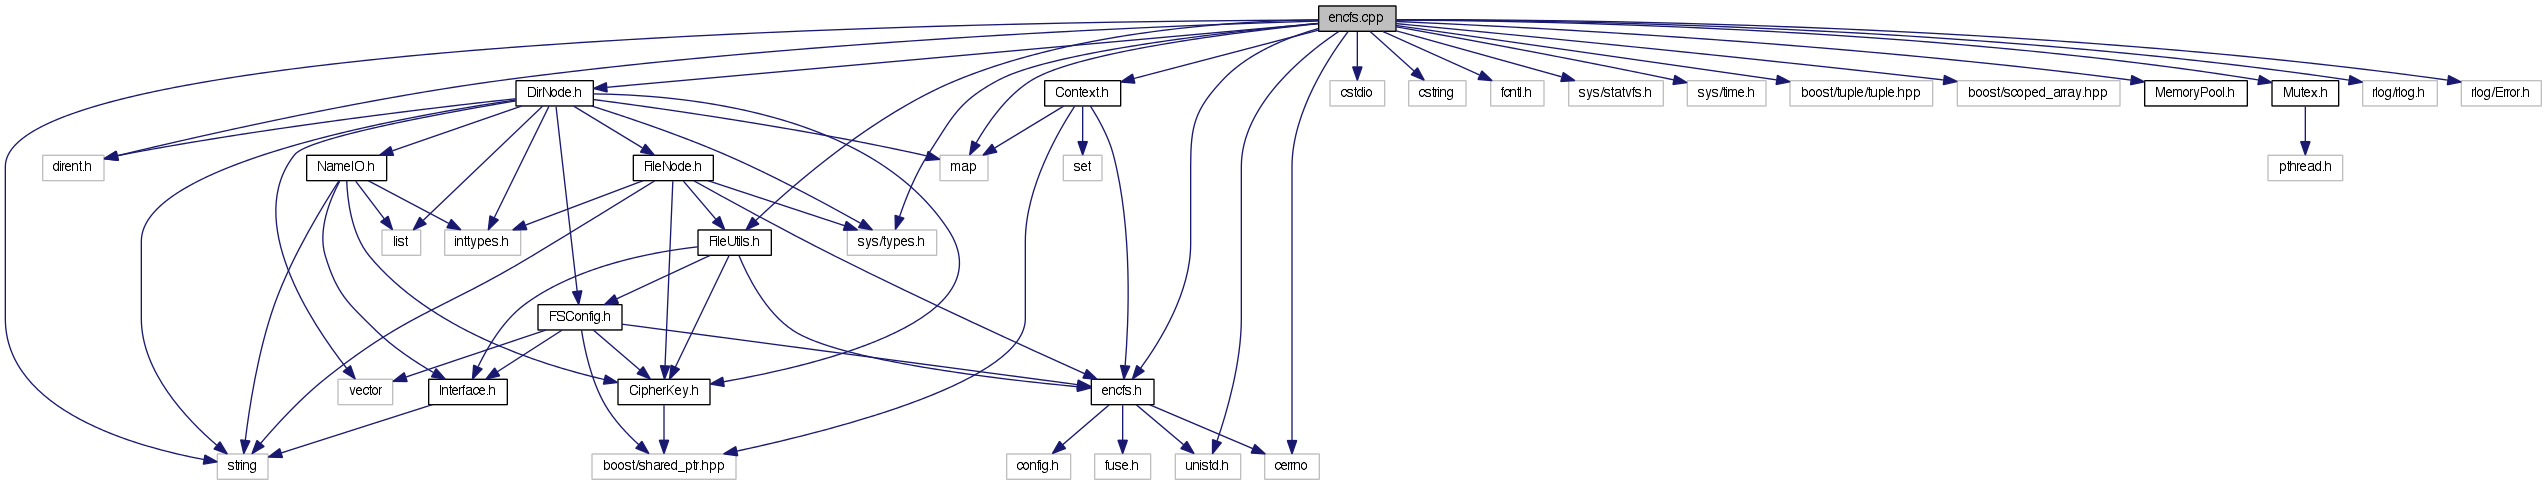 encfs.cpp
DirNode.h
Context.h
cstdio
cstring
fcntl.h
sys/statvfs.h
sys/time.h
boost/tuple/tuple.hpp
boost/scoped_array.hpp
MemoryPool.h
Mutex.h
rlog/rlog.h
rlog/Error.h
dirent.h
NameIO.h
FileNode.h
map
set
pthread.h
list
inttypes.h
FileUtils.h
sys/types.h
FSConfig.h
vector
Interface.h
CipherKey.h
encfs.h
string
boost/shared_ptr.hpp
config.h
fuse.h
unistd.h
cerrno